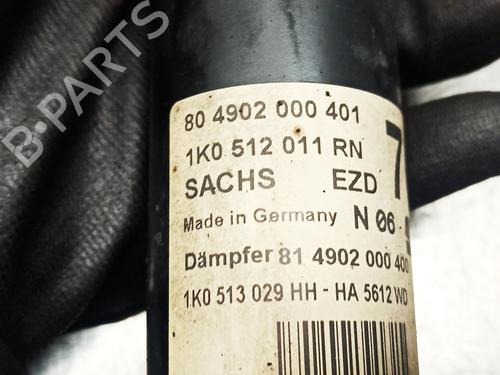 B-PARTS
80 4902 000 401
1K0 512 011 RN
7
SACHS EZD
Made in Germany N 06
Dämpfer 81 4902 000 400
1K0 513 029 HH - HA 5612 WD